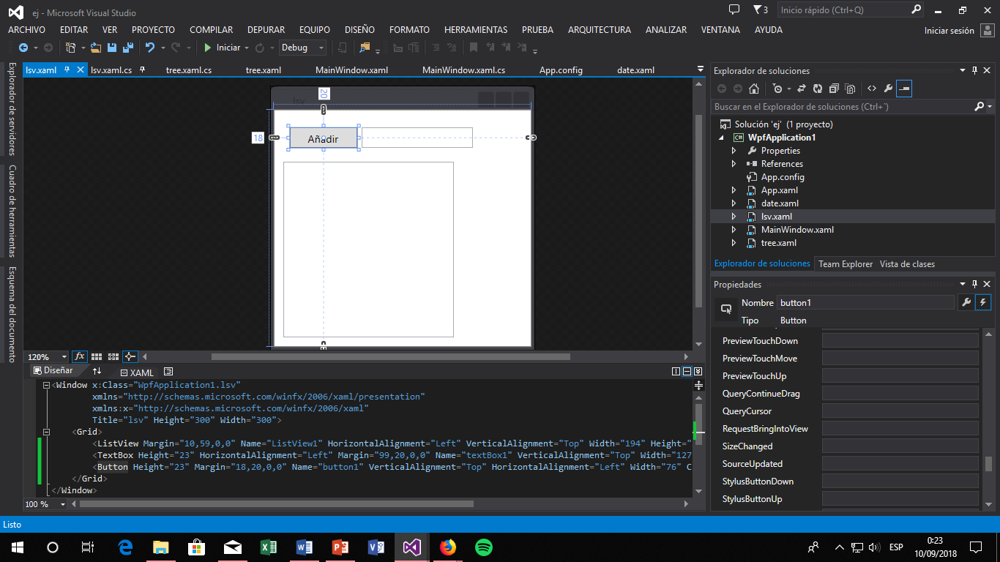 ej - Microsoft Visual Studio
3
Inicio rápido (Ctrl+Q)
ARCHIVO EDITAR VER PROYECTO COMPILAR DEPURAR EQUIPO DISEÑO FORMATO HERRAMIENTAS PRUEBA ARQUITECTURA ANALIZAR VENTANA AYUDA
Iniciar sesión
Iniciar Debug
lsv.xaml lsv.xaml.cs tree.xaml.cs tree.xaml MainWindow.xaml MainWindow.xaml.cs App.config date.xaml
Explorador de servidores
Cuadro de herramientas
Esquema del documento
20
lsv
18
Añadir
120%
fx
Diseñar
XAML
<Window x:Class="WpfApplication1.lsv"
xmlns="http://schemas.microsoft.com/winfx/2006/xaml/presentation"
xmlns:x="http://schemas.microsoft.com/winfx/2006/xaml"
Title="lsv" Height="300" Width="300">
<Grid>
<ListView Margin="10,59,0,0" Name="ListView1" HorizontalAlignment="Left" VerticalAlignment="Top" Width="194" Height="
<TextBox Height="23" HorizontalAlignment="Left" Margin="99,20,0,0" Name="textBox1" VerticalAlignment="Top" Width="127
<Button Height="23" Margin="18,20,0,0" Name="button1" VerticalAlignment="Top" HorizontalAlignment="Left" Width="76" C
</Grid>
</Window>
100 %
Explorador de soluciones
Buscar en el Explorador de soluciones (Ctrl+`)
Solución 'ej' (1 proyecto)
C# WpfApplication1
Properties
References
App.config
App.xaml
date.xaml
lsv.xaml
MainWindow.xaml
tree.xaml
Explorador de soluciones Team Explorer Vista de clases
Propiedades
Nombre button1
Tipo Button
PreviewTouchDown
PreviewTouchMove
PreviewTouchUp
QueryContinueDrag
QueryCursor
RequestBringIntoView
SizeChanged
SourceUpdated
StylusButtonDown
StylusButtonUp
Listo
ESP
0:23
10/09/2018